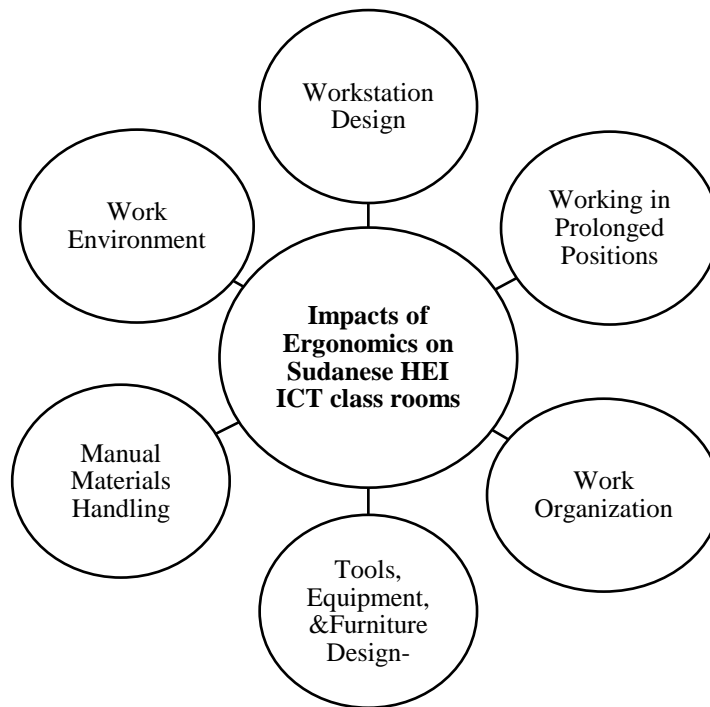 Workstation
Design
Work
Environment
Working in
Prolonged
Positions
Impacts of
Ergonomics on
Sudanese HEI
ICT class rooms
Manual
Materials
Handling
Work
Organization
Tools,
Equipment,
&Furniture
Design-